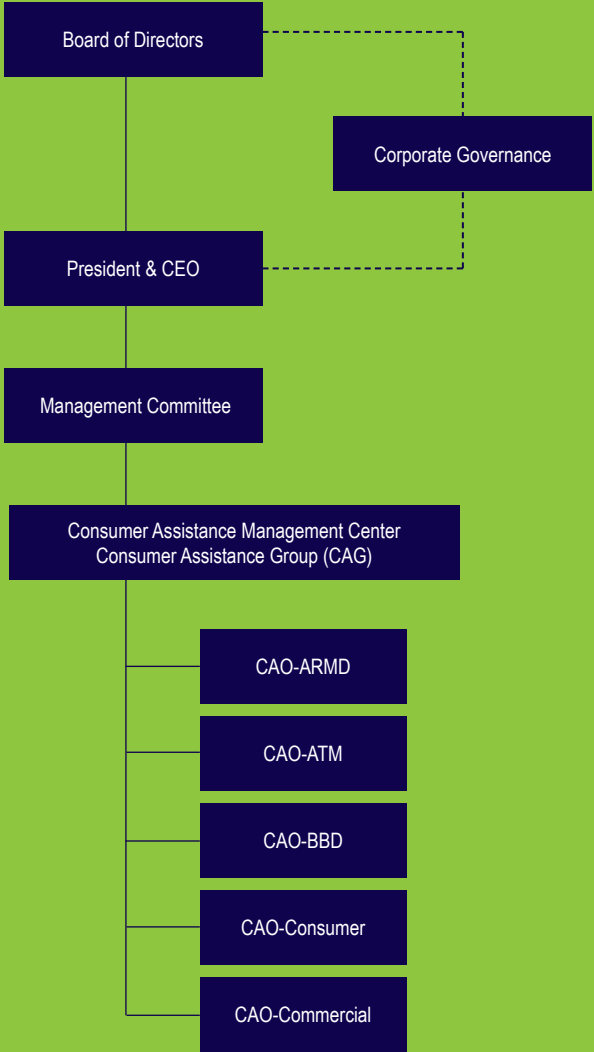 Board of Directors
Corporate Governance
President & CEO
Management Committee
Consumer Assistance Management Center
Consumer Assistance Group (CAG)
CAO-ARMD
CAO-ATM
CAO-BBD
CAO-Consumer
CAO-Commercial